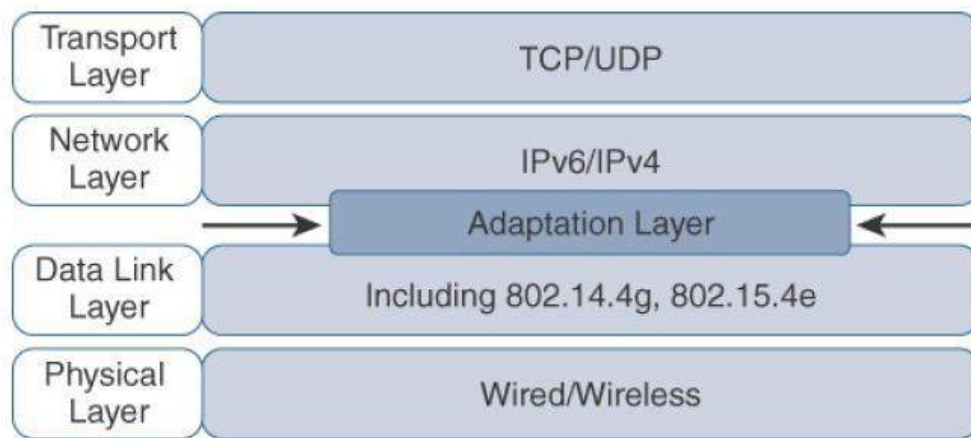 Transport
Layer
TCP/UDP
Network
Layer
IPv6/IPv4
Adaptation Layer
Data Link
Layer
Including 802.14.4g, 802.15.4e
Physical
Layer
Wired/Wireless